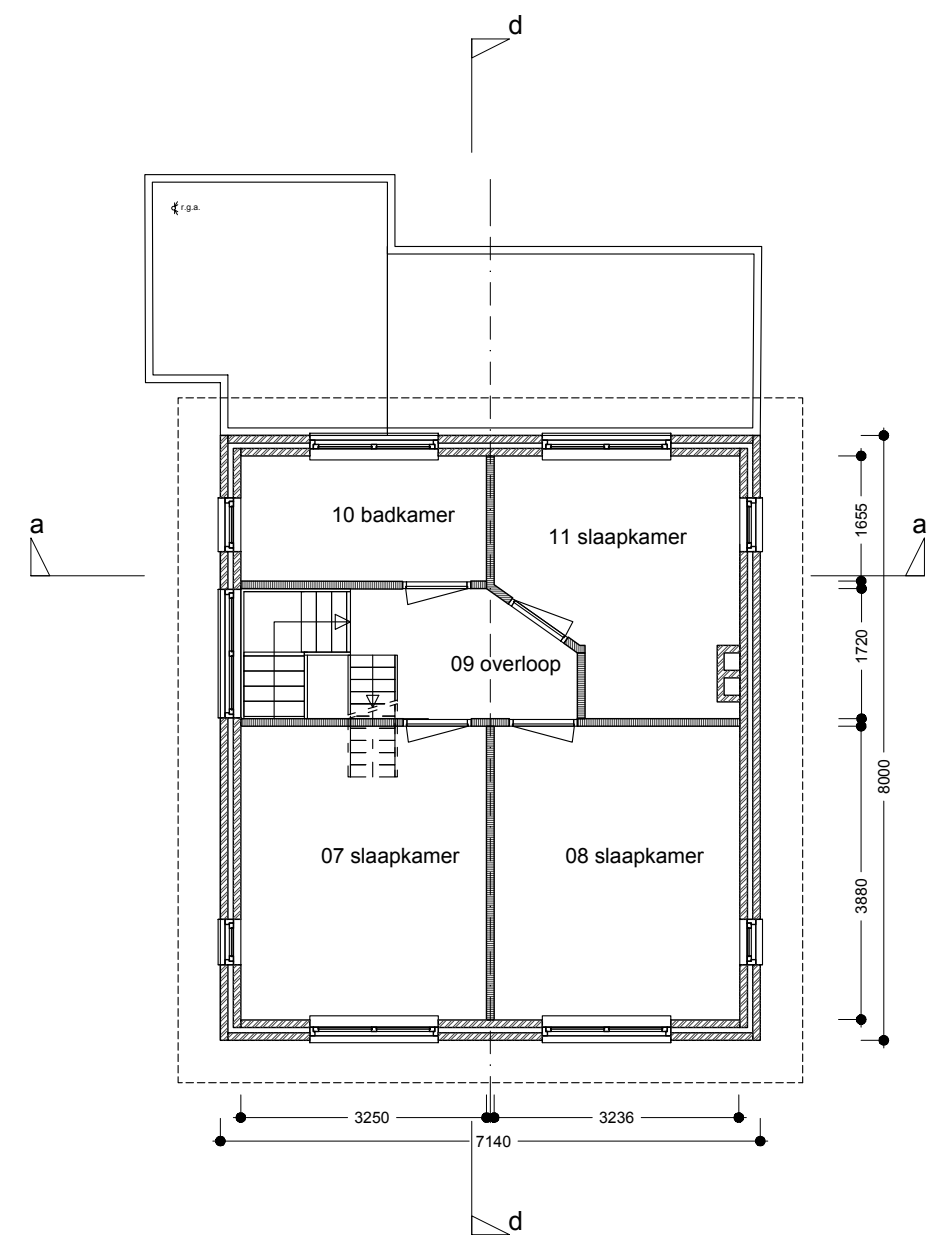 d
r.g.a.
10 badkamer
11 slaapkamer
a
a
1655
1720
09 overloop
8000
07 slaapkamer
08 slaapkamer
3880
3250
3236
7140
d